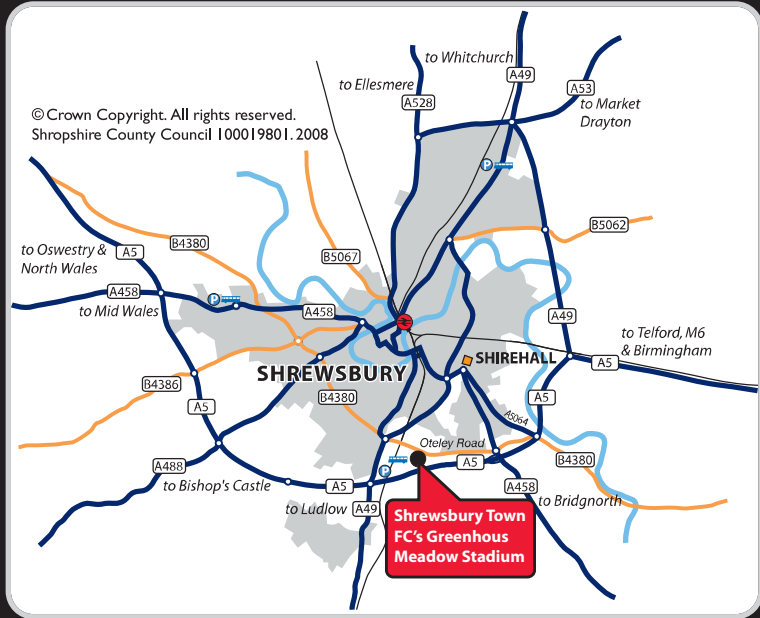 to Whitchurch
A49
to Ellesmere
A528
A53
to Market
Drayton
© Crown Copyright. All rights reserved.
Shropshire County Council 100019801. 2008
P
B5062
B4380
to Oswestry &
North Wales
A5
B5067
A458
to Mid Wales
P
A458
A49
to Telford, M6
& Birmingham
A5
SHIREHALL
SHREWSBURY
B4386
A5
B4380
A5
A5064
Oteley Road
A488
to Bishop's Castle
P
A5
B4380
A5
A458
to Bridgnorth
to Ludlow
A49
Shrewsbury Town
FC's Greenhous
Meadow Stadium